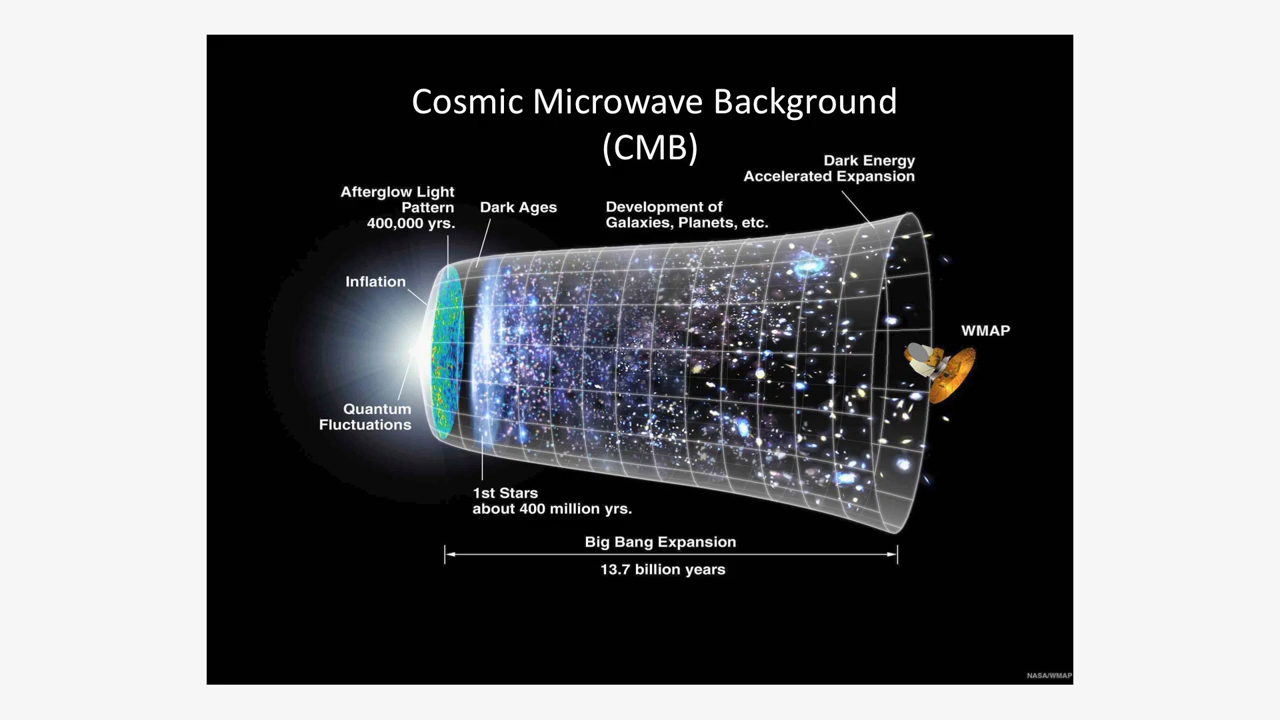 Cosmic Microwave Background
(CMB)
Dark Energy
Accelerated Expansion
Afterglow Light
Pattern
400,000 yrs.
Dark Ages
Development of
Galaxies, Planets, etc.
Inflation
WMAP
Quantum
Fluctuations
1st Stars
about 400 million yrs.
Big Bang Expansion
13.7 billion years
NASA/WMAP